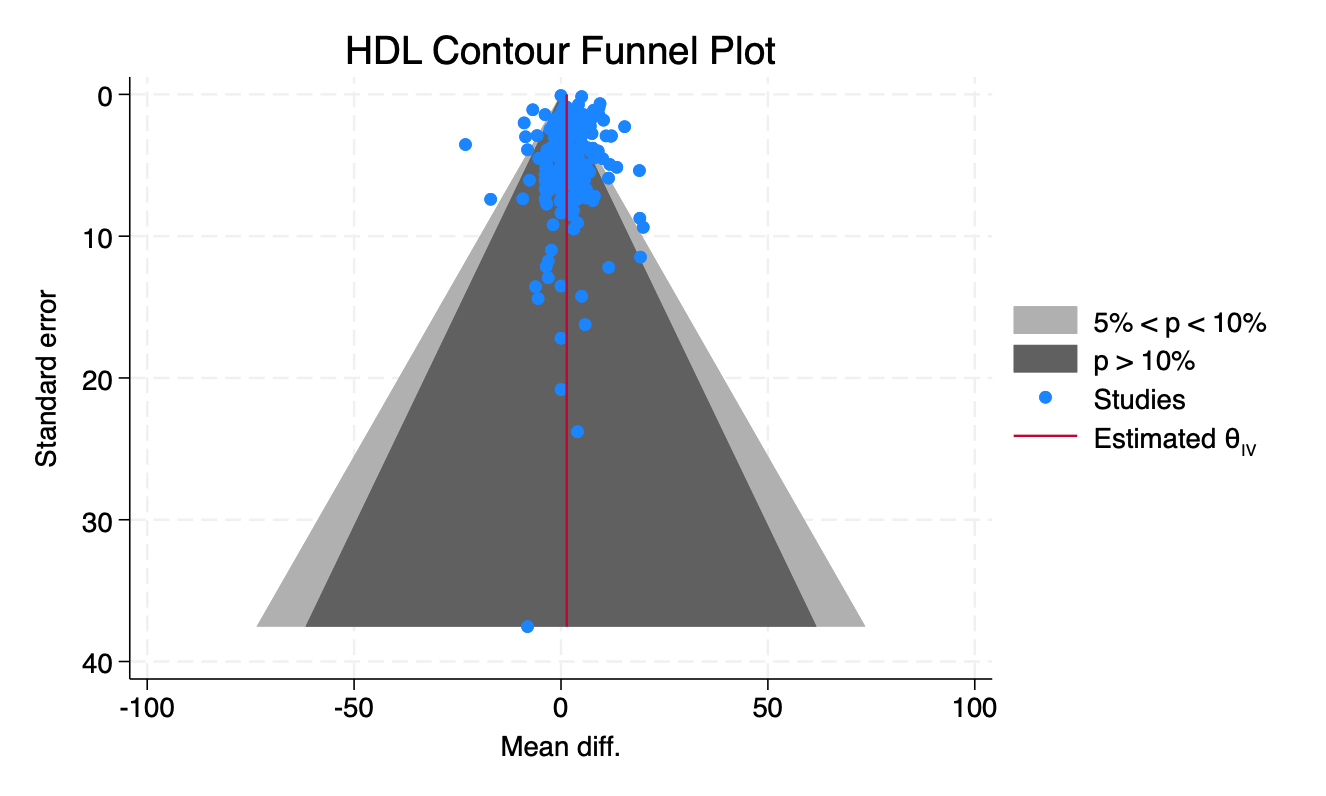 HDL Contour Funnel Plot
Standard error
0
10
20
30
40
-100
-50
0
50
100
Mean diff.
5% < p < 10%
p > 10%
Studies
Estimated θIV